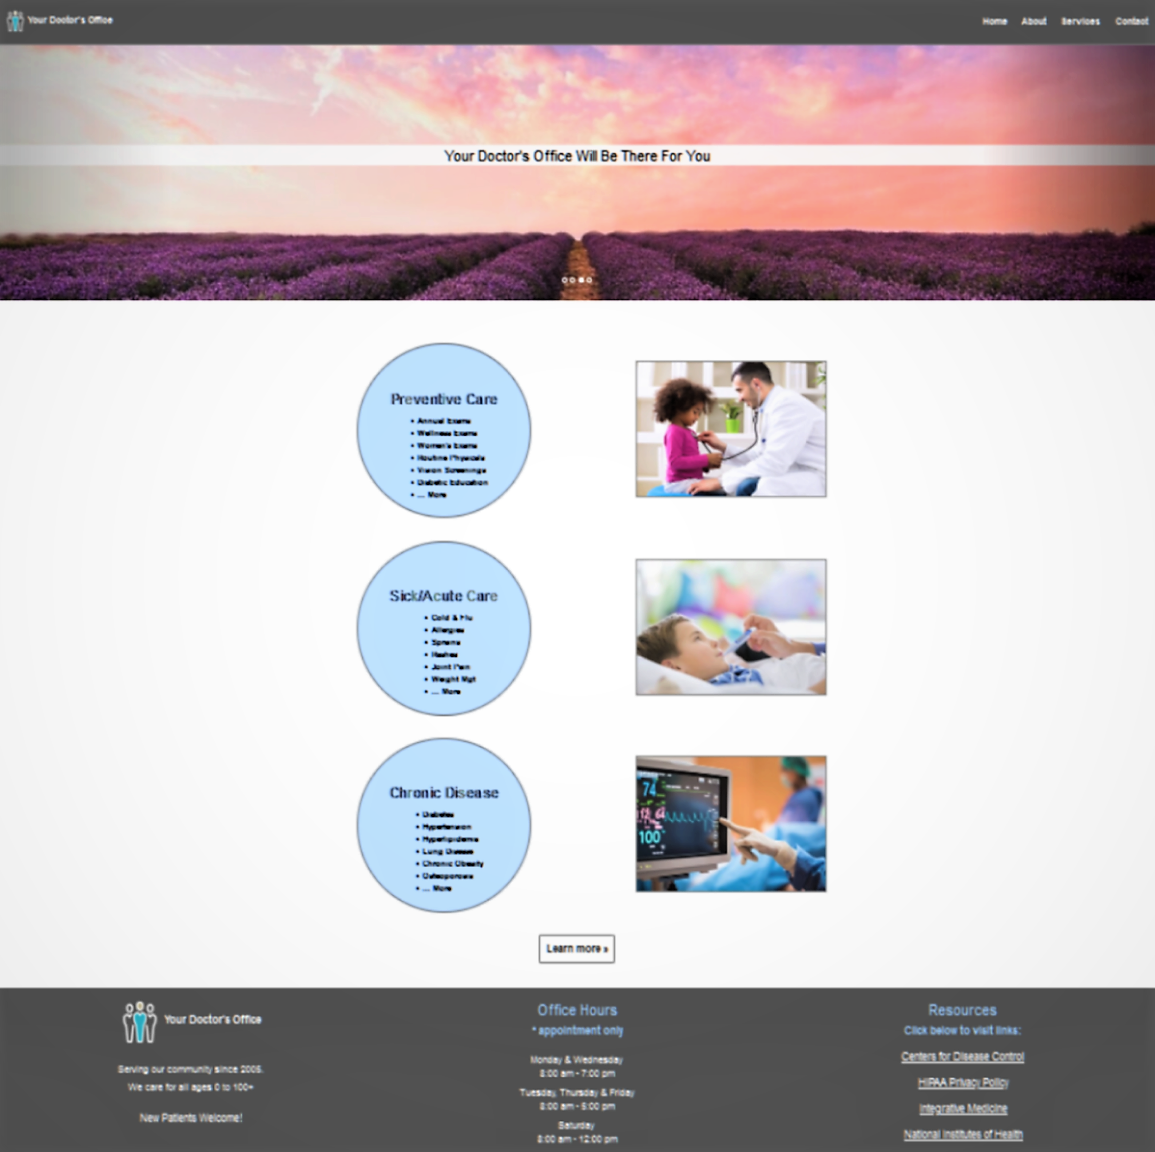 Your Doctor's Office
Home About Services Contact
Your Doctor's Office Will Be There For You
Preventive Care
• Annual Exams
• Wellness Exams
• Women's Exams
• Routine Physicals
• Vision Screenings
• Diabetic Education
• ... More
Sick/Acute Care
• Cold & Flu
• Allergies
• Sprains
• Rashes
• Joint Pain
• Weight Mgt
• ... More
74
100
Chronic Disease
• Diabetes
• Hypertension
• Hyperlipidemia
• Lung Disease
• Chronic Obesity
• Osteoporosis
• ... More
Learn more »
Your Doctor's Office
Serving our community since 2005.
We care for all ages 0 to 100+
New Patients Welcome!
Office Hours
* appointment only
Monday & Wednesday
8:00 am - 7:00 pm
Tuesday, Thursday & Friday
8:00 am - 5:00 pm
Saturday
8:00 am - 12:00 pm
Resources
Click below to visit links:
Centers for Disease Control
HIPAA Privacy Policy
Integrative Medicine
National Institutes of Health